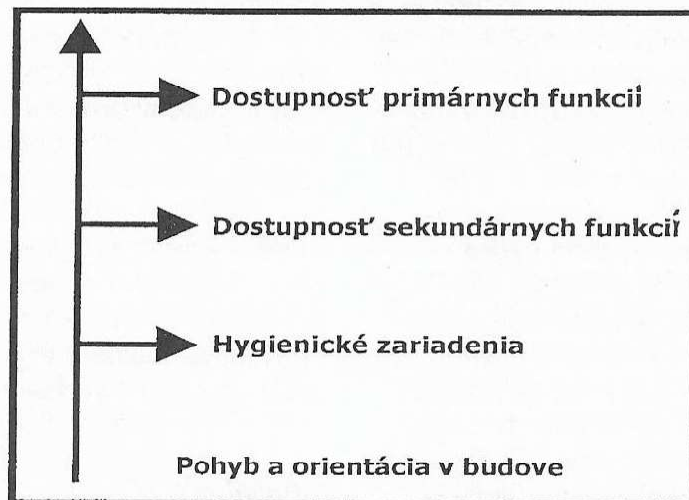 Dostupnosť primárnych funkcií
Dostupnosť sekundárnych funkcií
Hygienické zariadenia
Pohyb a orientácia v budove